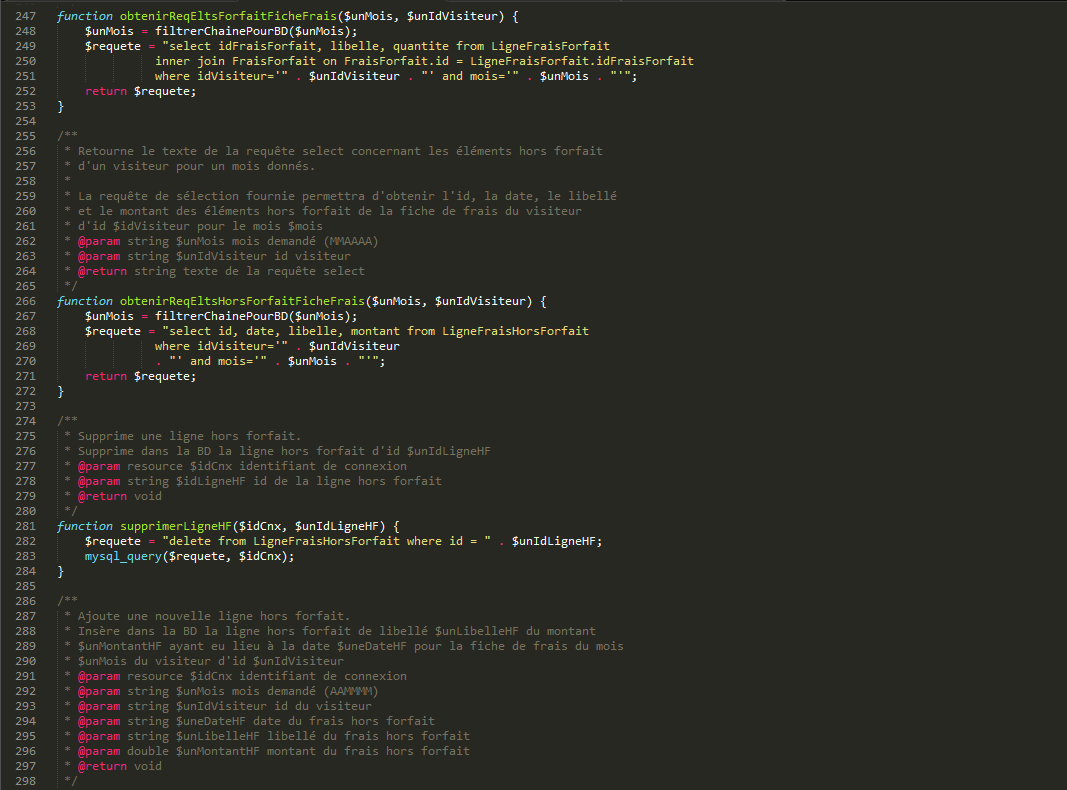 247 function obtenirReqEltsForfaitFicheFrais($unMois, $unIdVisiteur) {
248 $unMois = filtrerChainePourBD($unMois);
249 $requete = "select idFraisForfait, libelle, quantite from LigneFraisForfait
250 inner join FraisForfait on FraisForfait.id = LigneFraisForfait.idFraisForfait
251 where idVisiteur='" . $unIdVisiteur . "' and mois='" . $unMois . "'";
252 return $requete;
253 }
254
255 /**
256 * Retourne le texte de la requête select concernant les éléments hors forfait
257 * d'un visiteur pour un mois donnés.
258 *
259 * La requête de sélection fournie permettra d'obtenir l'id, la date, le libellé
260 * et le montant des éléments hors forfait de la fiche de frais du visiteur
261 * d'id $idVisiteur pour le mois $mois
262 * @param string $unMois mois demandé (MMAAAA)
263 * @param string $unIdVisiteur id visiteur
264 * @return string texte de la requête select
265 */
266 function obtenirReqEltsHorsForfaitFicheFrais($unMois, $unIdVisiteur) {
267 $unMois = filtrerChainePourBD($unMois);
268 $requete = "select id, date, libelle, montant from LigneFraisHorsForfait
269 where idVisiteur='" . $unIdVisiteur
270 . "' and mois='" . $unMois . "'";
271 return $requete;
272 }
273
274 /**
275 * Supprime une ligne hors forfait.
276 * Supprime dans la BD la ligne hors forfait d'id $unIdLigneHF
277 * @param resource $idCnx identifiant de connexion
278 * @param string $idLigneHF id de la ligne hors forfait
279 * @return void
280 */
281 function supprimerLigneHF($idCnx, $unIdLigneHF) {
282 $requete = "delete from LigneFraisHorsForfait where id = " . $unIdLigneHF;
283 mysql_query($requete, $idCnx);
284 }
285
286 /**
287 * Ajoute une nouvelle ligne hors forfait.
288 * Insère dans la BD la ligne hors forfait de libellé $unLibelleHF du montant
289 * $unMontantHF ayant eu lieu à la date $uneDateHF pour la fiche de frais du mois
290 * $unMois du visiteur d'id $unIdVisiteur
291 * @param resource $idCnx identifiant de connexion
292 * @param string $unMois mois demandé (AAMMMM)
293 * @param string $unIdVisiteur id du visiteur
294 * @param string $uneDateHF date du frais hors forfait
295 * @param string $unLibelleHF libellé du frais hors forfait
296 * @param double $unMontantHF montant du frais hors forfait
297 * @return void
298 */